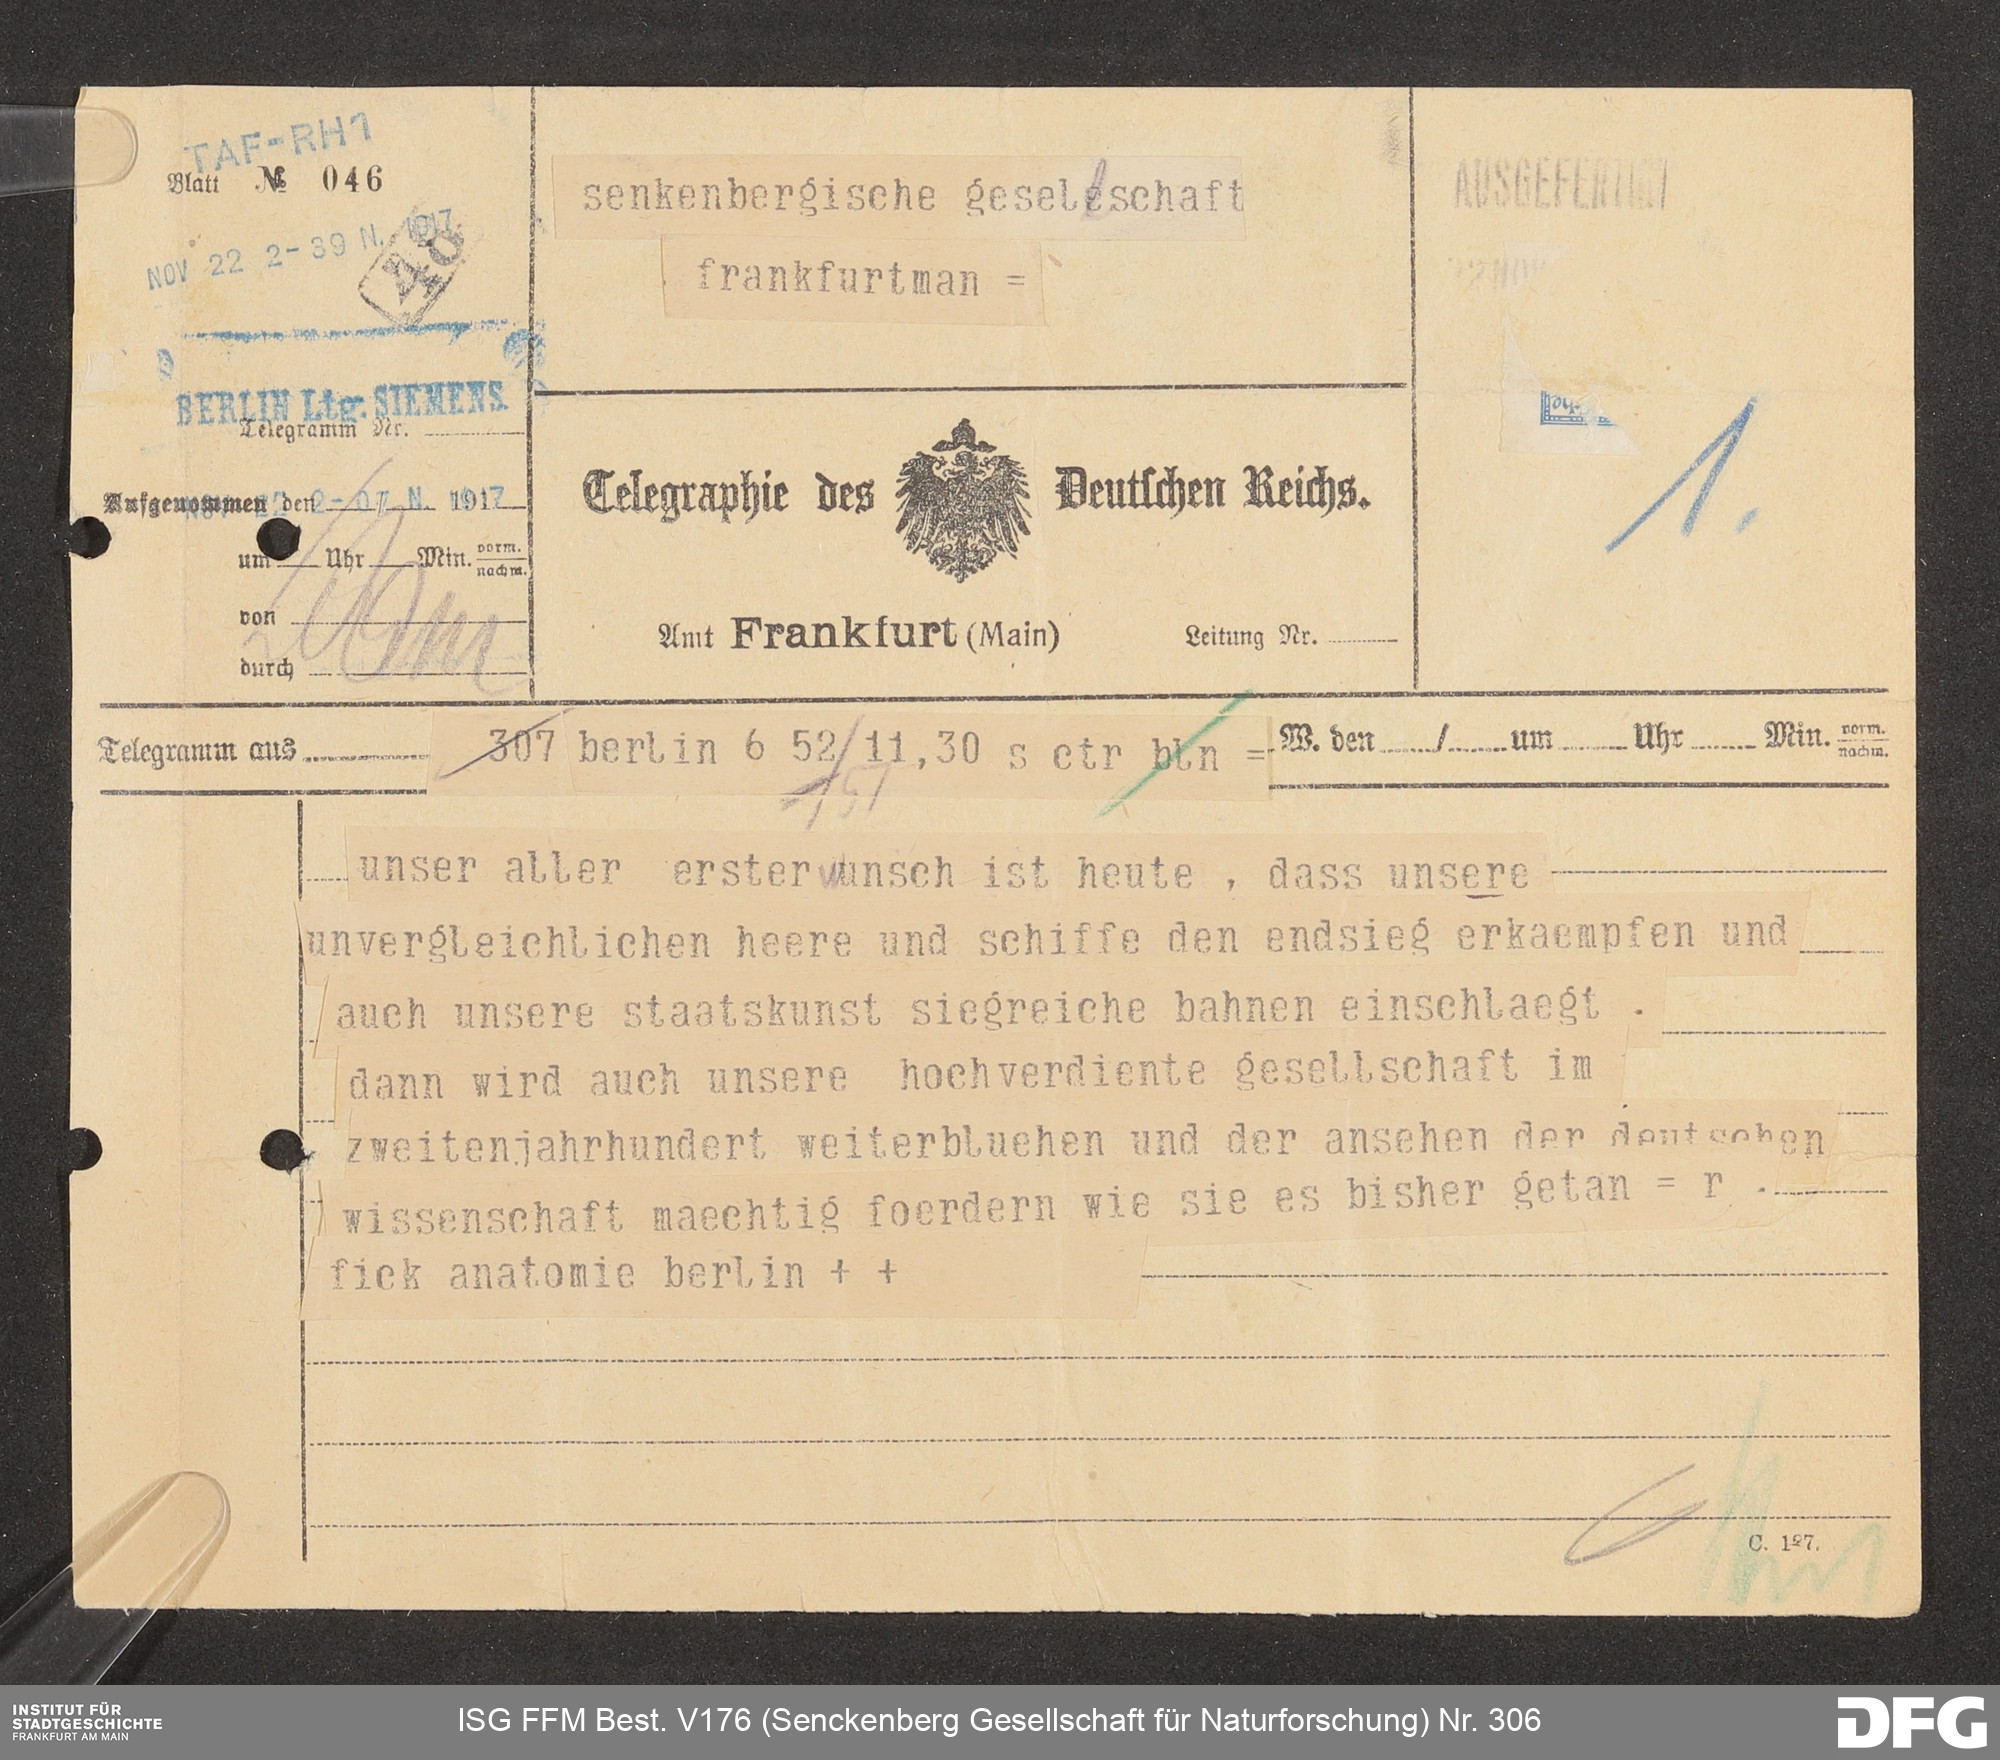 TAF-RH1
Blatt № 046
NOV 22 2-39 N. 1917
BERLIN Ltg. SIEMENS.
Telegramm Nr.
Aufgenommen den 2-07 N. 1917
um Uhr Min. vorm. nachm.
von
durch
senkenbergische gesellschaft
frankfurtman =
Telegraphie des Deutschen Reichs.
Amt Frankfurt (Main) Leitung Nr.
AUSGEFERTIGT
1.
Telegramm aus 307 berlin 6 52/11,30 s ctr bln = W. den / um Uhr Min. vorm. nachm.
151
unser aller erster wunsch ist heute , dass unsere
unvergleichlichen heere und schiffe den endsieg erkaempfen und
auch unsere staatskunst siegreiche bahnen einschlaegt .
dann wird auch unsere hochverdiente gesellschaft im
zweitenjahrhundert weiterbluehen und der ansehen der deutschen
wissenschaft maechtig foerdern wie sie es bisher getan = r .
fick anatomie berlin + +
C. 127.
INSTITUT FÜR
STADTGESCHICHTE
FRANKFURT AM MAIN
ISG FFM Best. V176 (Senckenberg Gesellschaft für Naturforschung) Nr. 306
DFG